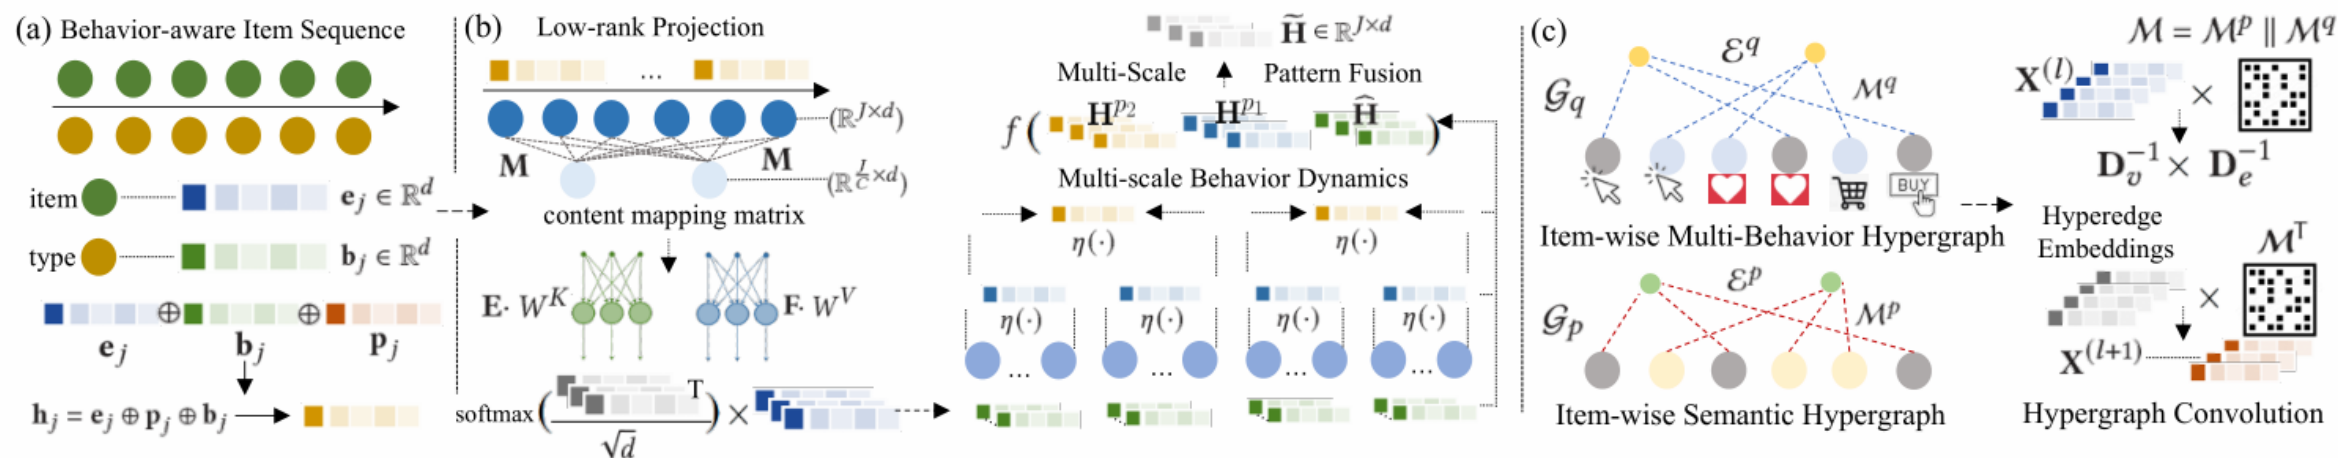 (a) Behavior-aware Item Sequence
item
e_j ∈ ℝ^d
type
b_j ∈ ℝ^d
⊕ ⊕
e_j b_j p_j
h_j = e_j ⊕ p_j ⊕ b_j
(b) Low-rank Projection
...
(ℝ^{J×d})
M M
(ℝ^{J/C×d})
content mapping matrix
E· W^K F· W^V
softmax( T / √d ) ×
H̃ ∈ ℝ^{J×d}
Multi-Scale Pattern Fusion
f( H^{p_2} H^{p_1} Ĥ )
Multi-scale Behavior Dynamics
η(·) η(·)
η(·) η(·) η(·) η(·)
... ... ... ...
(c)
ℰ^q
𝒢_q
ℳ^q
BUY
Item-wise Multi-Behavior Hypergraph
ℰ^p
𝒢_p
ℳ^p
Item-wise Semantic Hypergraph
ℳ = ℳ^p ∥ ℳ^q
X^{(l)} ×
D_v^{-1} × D_e^{-1}
Hyperedge
Embeddings
ℳ^T
×
X^{(l+1)}
Hypergraph Convolution